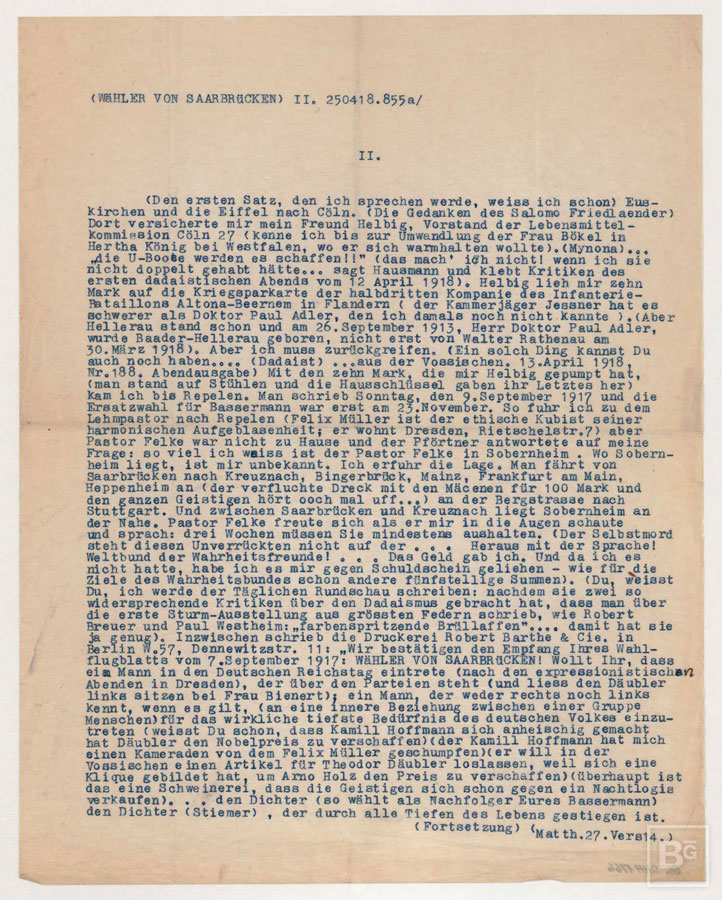 (WäHLER VON SAARBRüCKEN) II. 250418.855a/
II.
(Den ersten Satz, den ich sprechen werde, weiss ich schon) Eus-
kirchen und die Eiffel nach Cöln. (Die Gedanken des Salomo Friedlaender)
Dort versicherte mir mein Freund Helbig, Vorstand der Lebensmittel-
Kommission Cöln 27 (kenne ich bis zur Umwandlung der Frau Bökel in
Hertha König bei Westfalen, wo er sich warmhalten wollte).(Mynona)...
„die U-Boote werden es schaffen!!" (das mach' ich nicht! wenn ich sie
nicht doppelt gehabt hätte... sagt Hausmann und klebt Kritiken des
ersten dadaistischen Abends vom 12 April 1918). Helbig lieh mir zehn
Mark auf die Kriegsparkarte der halbdritten Kompanie des Infanterie-
Bataillons Altona-Beernem in Flandern ( der Kammerjäger Jessner hat es
schwerer als Doktor Paul Adler, den ich damals noch nicht kannte ).(Aber
Hellerau stand schon und am 26.September 1913, Herr Doktor Paul Adler,
wurde Baader-Hellerau geboren, nicht erst von Walter Rathenau am
30.März 1918). Aber ich muss zurückgreifen. (Ein solch Ding kannst Du
auch noch haben.... (Dadaist) ...aus der Vossischen. 13.April 1918,
Nr.188. Abendausgabe) Mit den zehn Mark, die mir Helbig gepumpt hat,
(man stand auf Stühlen und die Hausschlüssel gaben ihr Letztes her)
Kam ich bis Repelen. Man schrieb Sonntag, den 9.September 1917 und die
Ersatzwahl für Bassermann war erst am 23.November. So fuhr ich zu dem
Lehmpastor nach Repelen (Felix Müller ist der ethische Kubist seiner
harmonischen Aufgeblasenheit; er wohnt Dresden, Rietschelstr.7) aber
Pastor Felke war nicht zu Hause und der Pförtner antwortete auf meine
Frage: so viel ich weiss ist der Pastor Felke in Sobernheim . Wo Sobern-
heim liegt, ist mir unbekannt. Ich erfuhr die Lage. Man fährt von
Saarbrücken nach Kreuznach, Bingerbrück, Mainz, Frankfurt am Main,
Heppenheim an (der verfluchte Dreck mit den Mäcenen für 100 Mark und
den ganzen Geistigen hört ooch mal uff...) an der Bergstrasse nach
Stuttgart. Und zwischen Saarbrücken und Kreuznach liegt Sobernheim an
der Nahe. Pastor Felke freute sich als er mir in die Augen schaute
und sprach: drei Wochen müssen Sie mindestens aushalten. (Der Selbstmord
steht diesen Unverrückten nicht auf der . . . Heraus mit der Sprache!
Weltbund der Wahrheitsfreunde! . . . Das Geld gab ich. Und da ich es
nicht hatte, habe ich es mir gegen Schuldschein geliehen - wie für die
Ziele des Wahrheitsbundes schon andere fünfstellige Summen). (Du, weisst
Du, ich werde der Täglichen Rundschau schreiben: nachdem sie zwei so
widersprechende Kritiken über den Dadaismus gebracht hat, dass man über
die erste Sturm-Ausstellung aus grössten Federn schrieb, wie Robert
Breuer und Paul Westheim:„farbenspritzende Brüllaffen".... damit hat sie
ja genug). Inzwischen schrieb die Druckerei Robert Barthe & Cie. in
Berlin W.57, Dennewitzstr. 11: „Wir bestätigen den Empfang Ihres Wahl-
flugblatts vom 7.September 1917: WÄHLER VON SAARBRÜCKEN! Wollt Ihr, dass
ein Mann in den Deutschen Reichstag eintrete (nach den expressionistischen
Abenden in Dresden), der über den Parteien steht (und liess den Däubler
links sitzen bei Frau Bienert); ein Mann, der weder rechts noch links
kennt, wenn es gilt, (an eine innere Beziehung zwischen einer Gruppe
Menschen)für das wirkliche tiefste Bedürfnis des deutschen Volkes einzu-
treten (weisst Du schon, dass Kamill Hoffmann sich anheischig gemacht
hat Däubler den Nobelpreis zu verschaffen)(der Kamill Hoffmann hat mich
einen Kameraden von dem Felix Müller geschumpfen)(er will in der
Vossischen einen Artikel für Theodor Däubler loslassen, weil sich eine
Klique gebildet hat, um Arno Holz den Preis zu verschaffen)(überhaupt ist
das eine Schweinerei, dass die Geistigen sich schon gegen ein Nachtlogis
verkaufen). . . den Dichter (so wählt als Nachfolger Eures Bassermann)
den Dichter (Stiemer) , der durch alle Tiefen des Lebens gestiegen ist.
(Fortsetzung) (Matth.27.Vers14.)
BG